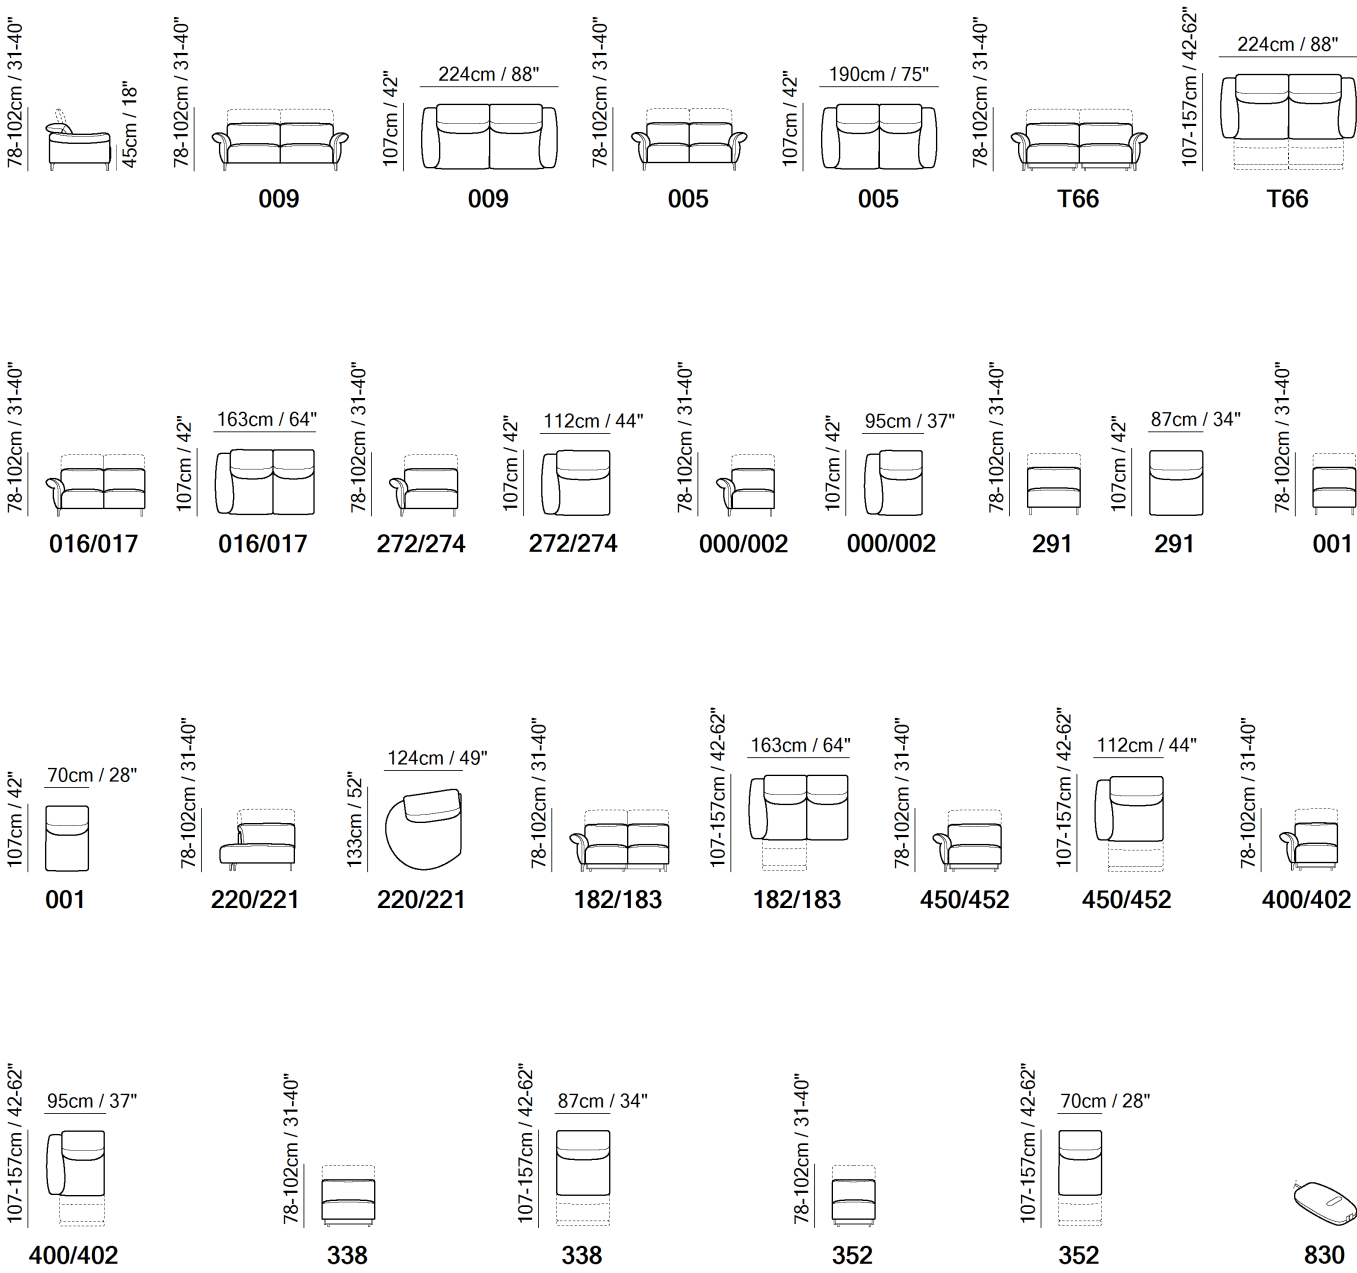 78-102cm / 31-40"
45cm / 18"
78-102cm / 31-40"
009
107cm / 42"
224cm / 88"
009
78-102cm / 31-40"
005
107cm / 42"
190cm / 75"
005
78-102cm / 31-40"
T66
107-157cm / 42-62"
224cm / 88"
T66
78-102cm / 31-40"
016/017
107cm / 42"
163cm / 64"
016/017
78-102cm / 31-40"
272/274
107cm / 42"
112cm / 44"
272/274
78-102cm / 31-40"
000/002
107cm / 42"
95cm / 37"
000/002
78-102cm / 31-40"
291
107cm / 42"
87cm / 34"
291
78-102cm / 31-40"
001
107cm / 42"
70cm / 28"
001
78-102cm / 31-40"
220/221
133cm / 52"
124cm / 49"
220/221
78-102cm / 31-40"
182/183
107-157cm / 42-62"
163cm / 64"
182/183
78-102cm / 31-40"
450/452
107-157cm / 42-62"
112cm / 44"
450/452
78-102cm / 31-40"
400/402
107-157cm / 42-62"
95cm / 37"
400/402
78-102cm / 31-40"
338
107-157cm / 42-62"
87cm / 34"
338
78-102cm / 31-40"
352
107-157cm / 42-62"
70cm / 28"
352
830